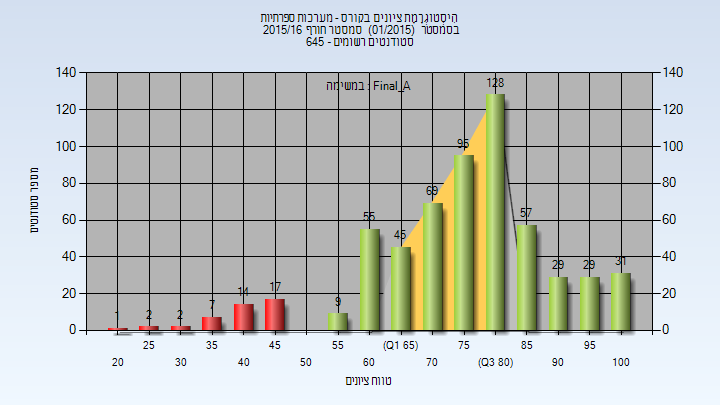 היסטוגרמת ציונים בקורס - מערכות ספרתיות
בסמסטר (01/2015) סמסטר חורף 2015/16
סטודנטים רשומים - 645
במשימה : Final_A
מספר סטודנטים
140 140
120 120
100 100
80 80
60 60
40 40
20 20
0 0
1 2 2 7 14 17 9 55 45 69 95 128 57 29 29 31
25 35 45 55 (Q1 65) 75 85 95
20 30 40 50 60 70 (Q3 80) 90 100
טווח ציונים